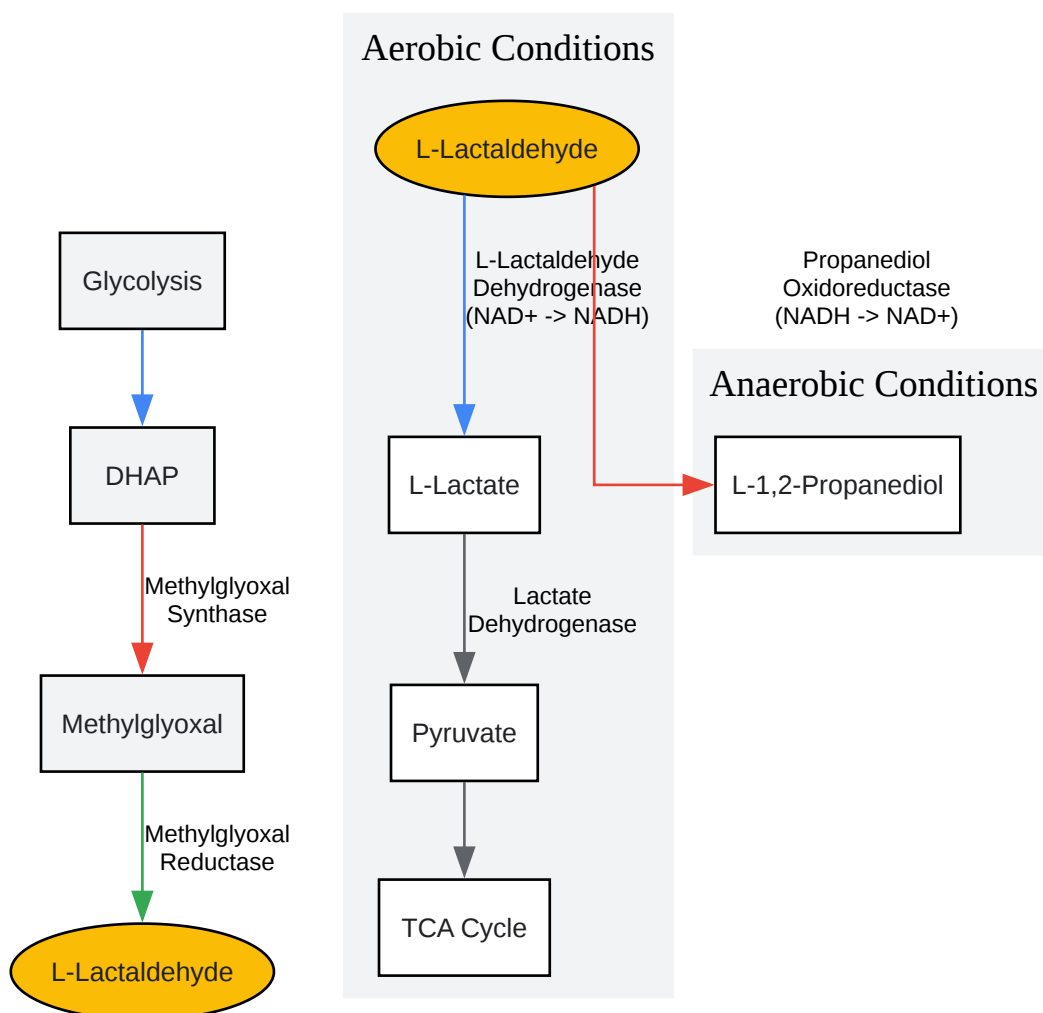 Aerobic Conditions
L-Lactaldehyde
L-Lactaldehyde
Dehydrogenase
(NAD+ -> NADH)
Propanediol
Oxidoreductase
(NADH -> NAD+)
Glycolysis
Anaerobic Conditions
DHAP
L-Lactate
L-1,2-Propanediol
Methylglyoxal
Synthase
Lactate
Dehydrogenase
Methylglyoxal
Pyruvate
Methylglyoxal
Reductase
TCA Cycle
L-Lactaldehyde